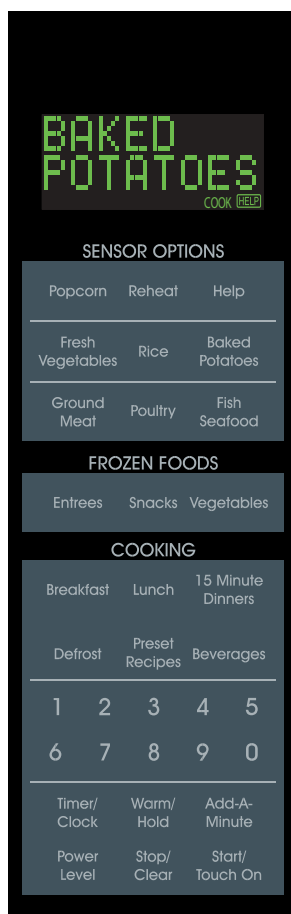 BAKED
POTATOES
COOK HELP
SENSOR OPTIONS
Popcorn Reheat Help
Fresh
Vegetables
Rice
Baked
Potatoes
Ground
Meat
Poultry
Fish
Seafood
FROZEN FOODS
Entrees Snacks Vegetables
COOKING
Breakfast Lunch
15 Minute
Dinners
Defrost
Preset
Recipes
Beverages
1 2 3 4 5
6 7 8 9 0
Timer/
Clock
Warm/
Hold
Add-A-
Minute
Power
Level
Stop/
Clear
Start/
Touch On